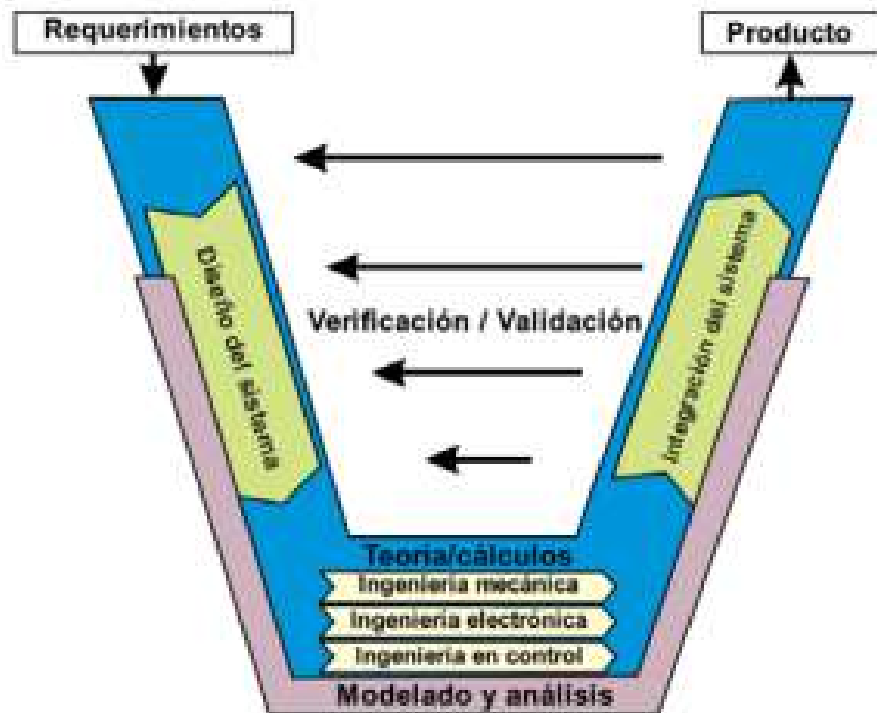 Requerimientos
Producto
Diseño del sistema
Verificación / Validación
Integración del sistema
Teoría/cálculos
Ingeniería mecánica
Ingeniería electrónica
Ingeniería en control
Modelado y análisis